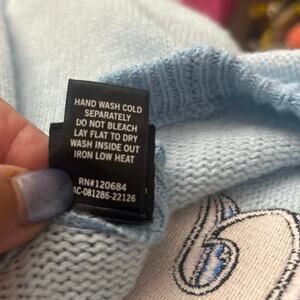 HAND WASH COLD
SEPARATELY
DO NOT BLEACH
LAY FLAT TO DRY
WASH INSIDE OUT
IRON LOW HEAT
RN#120684
AC-081286-22126